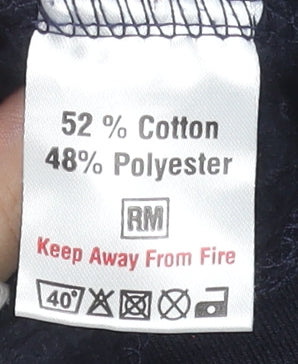 52 % Cotton
48% Polyester
RM
Keep Away From Fire
40°